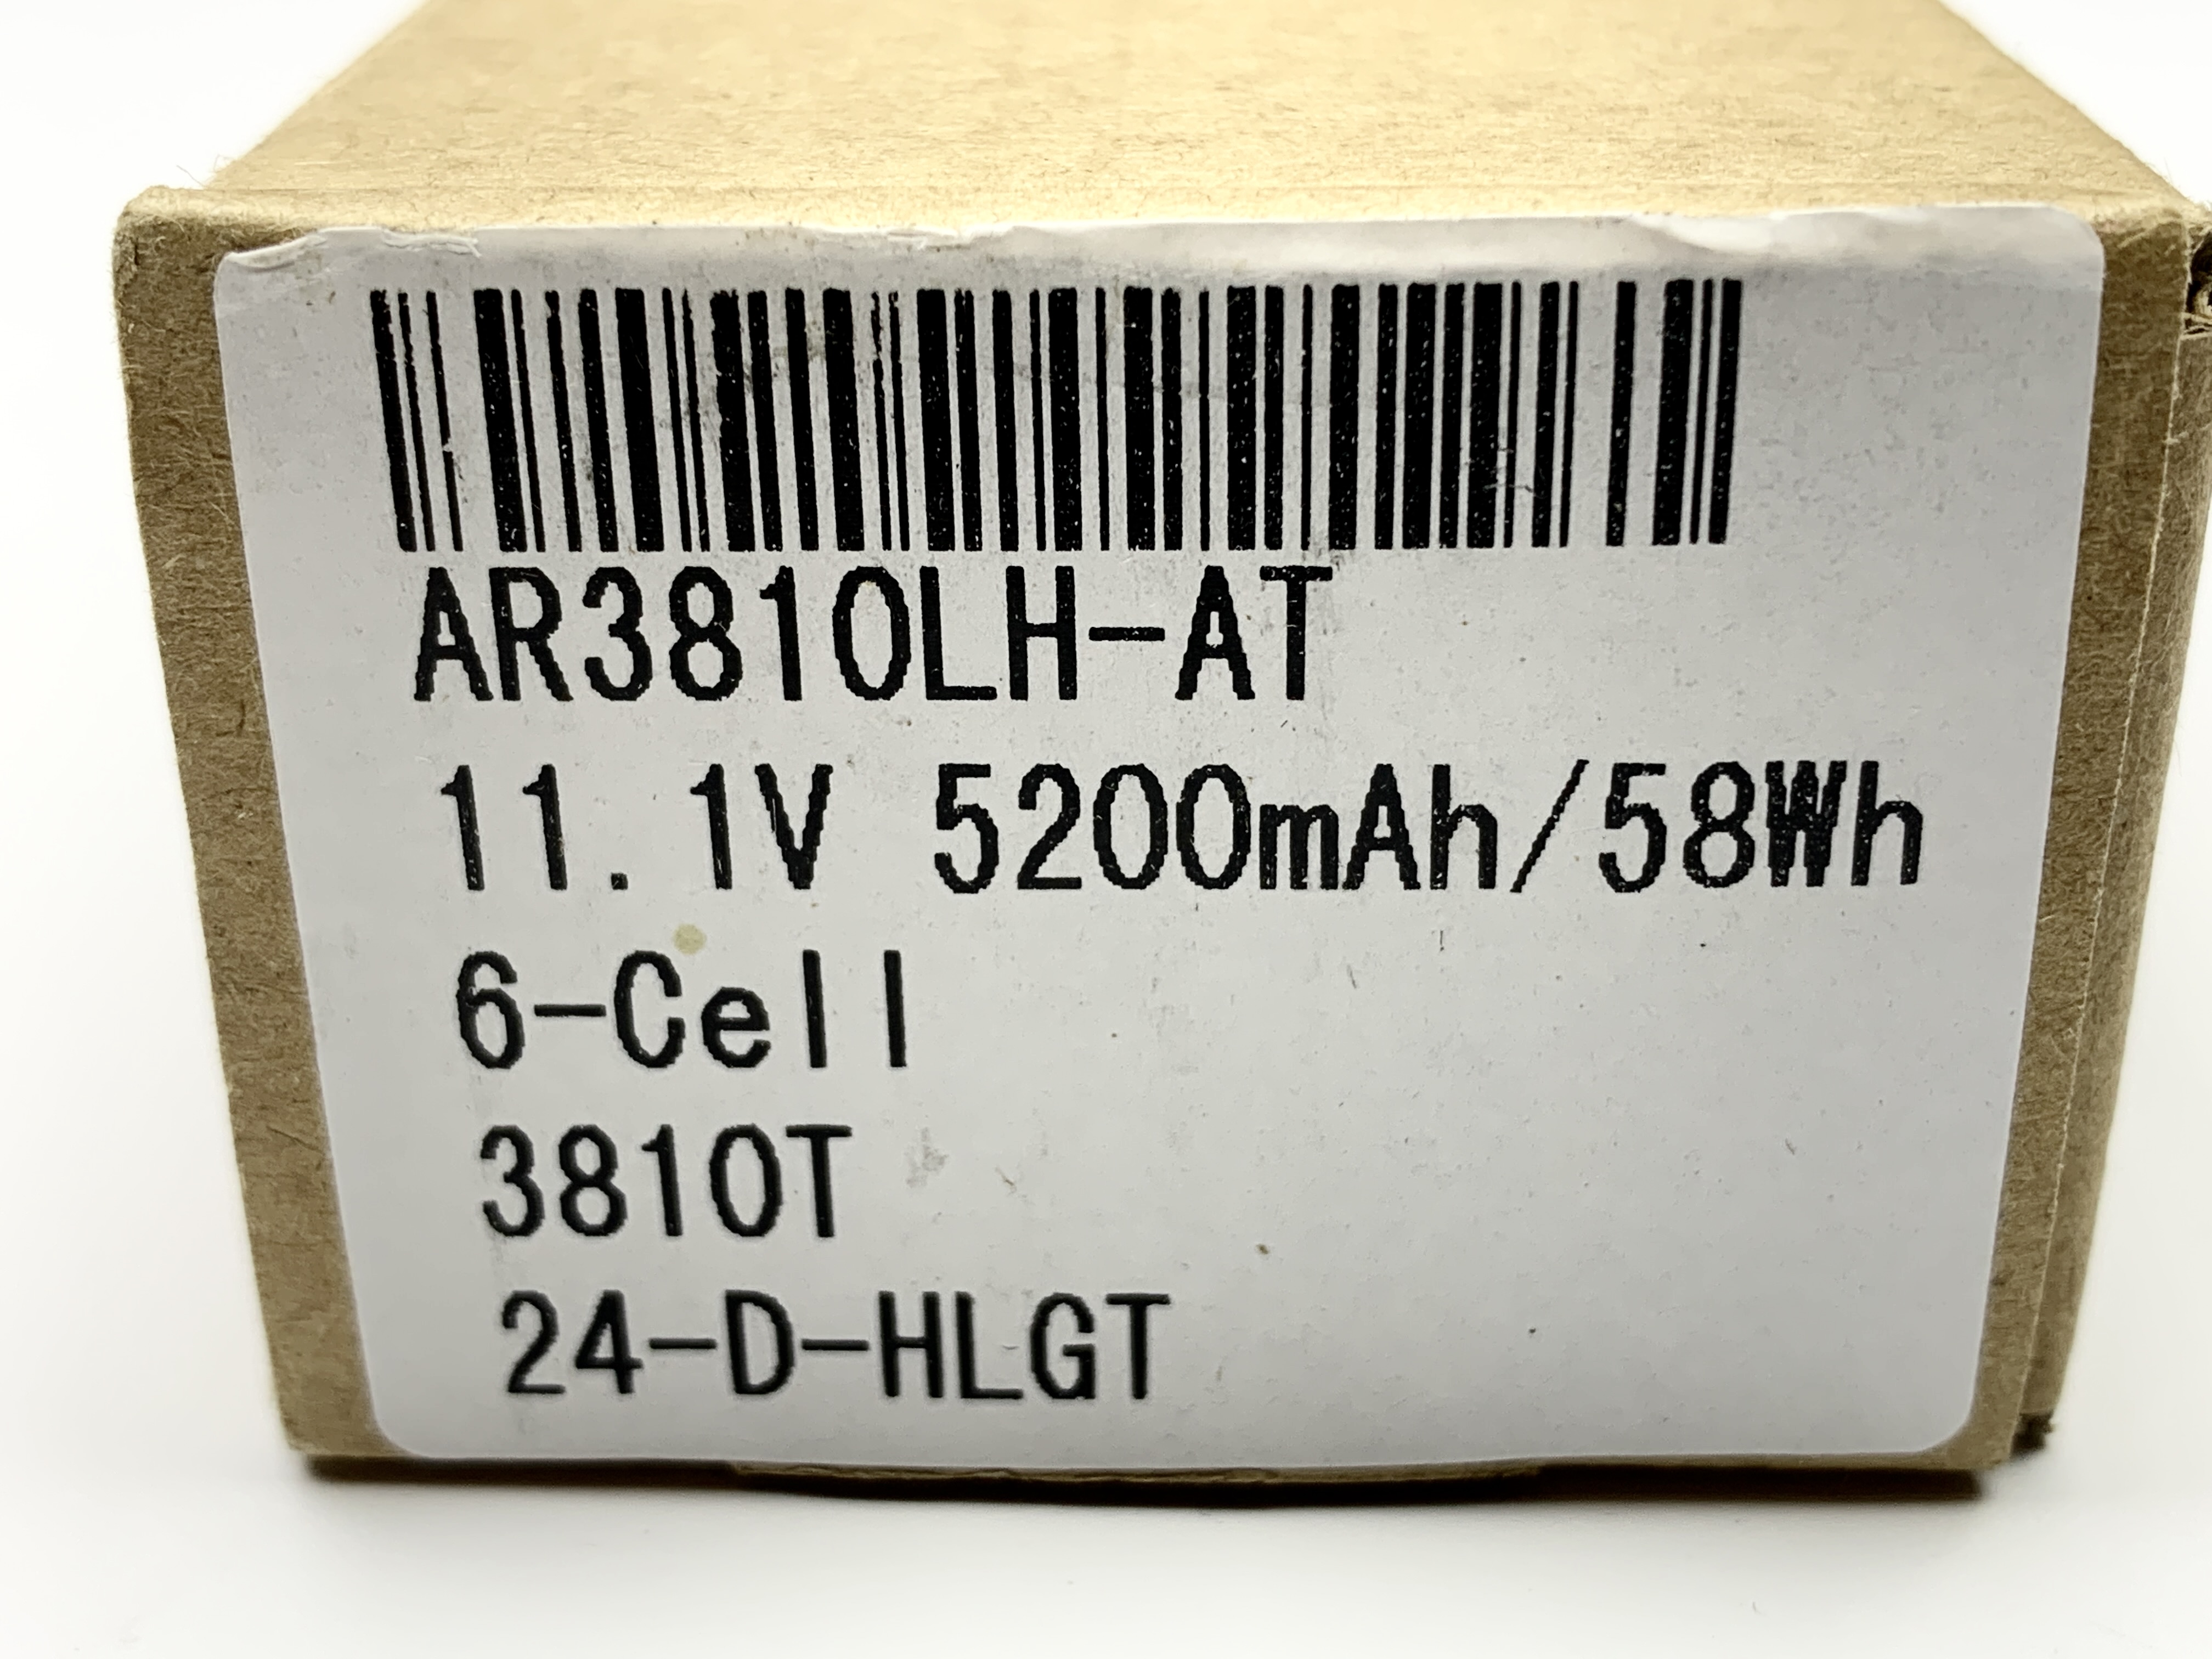 AR3810LH-AT
11.1V 5200mAh/58Wh
6-Cell
3810T
24-D-HLGT